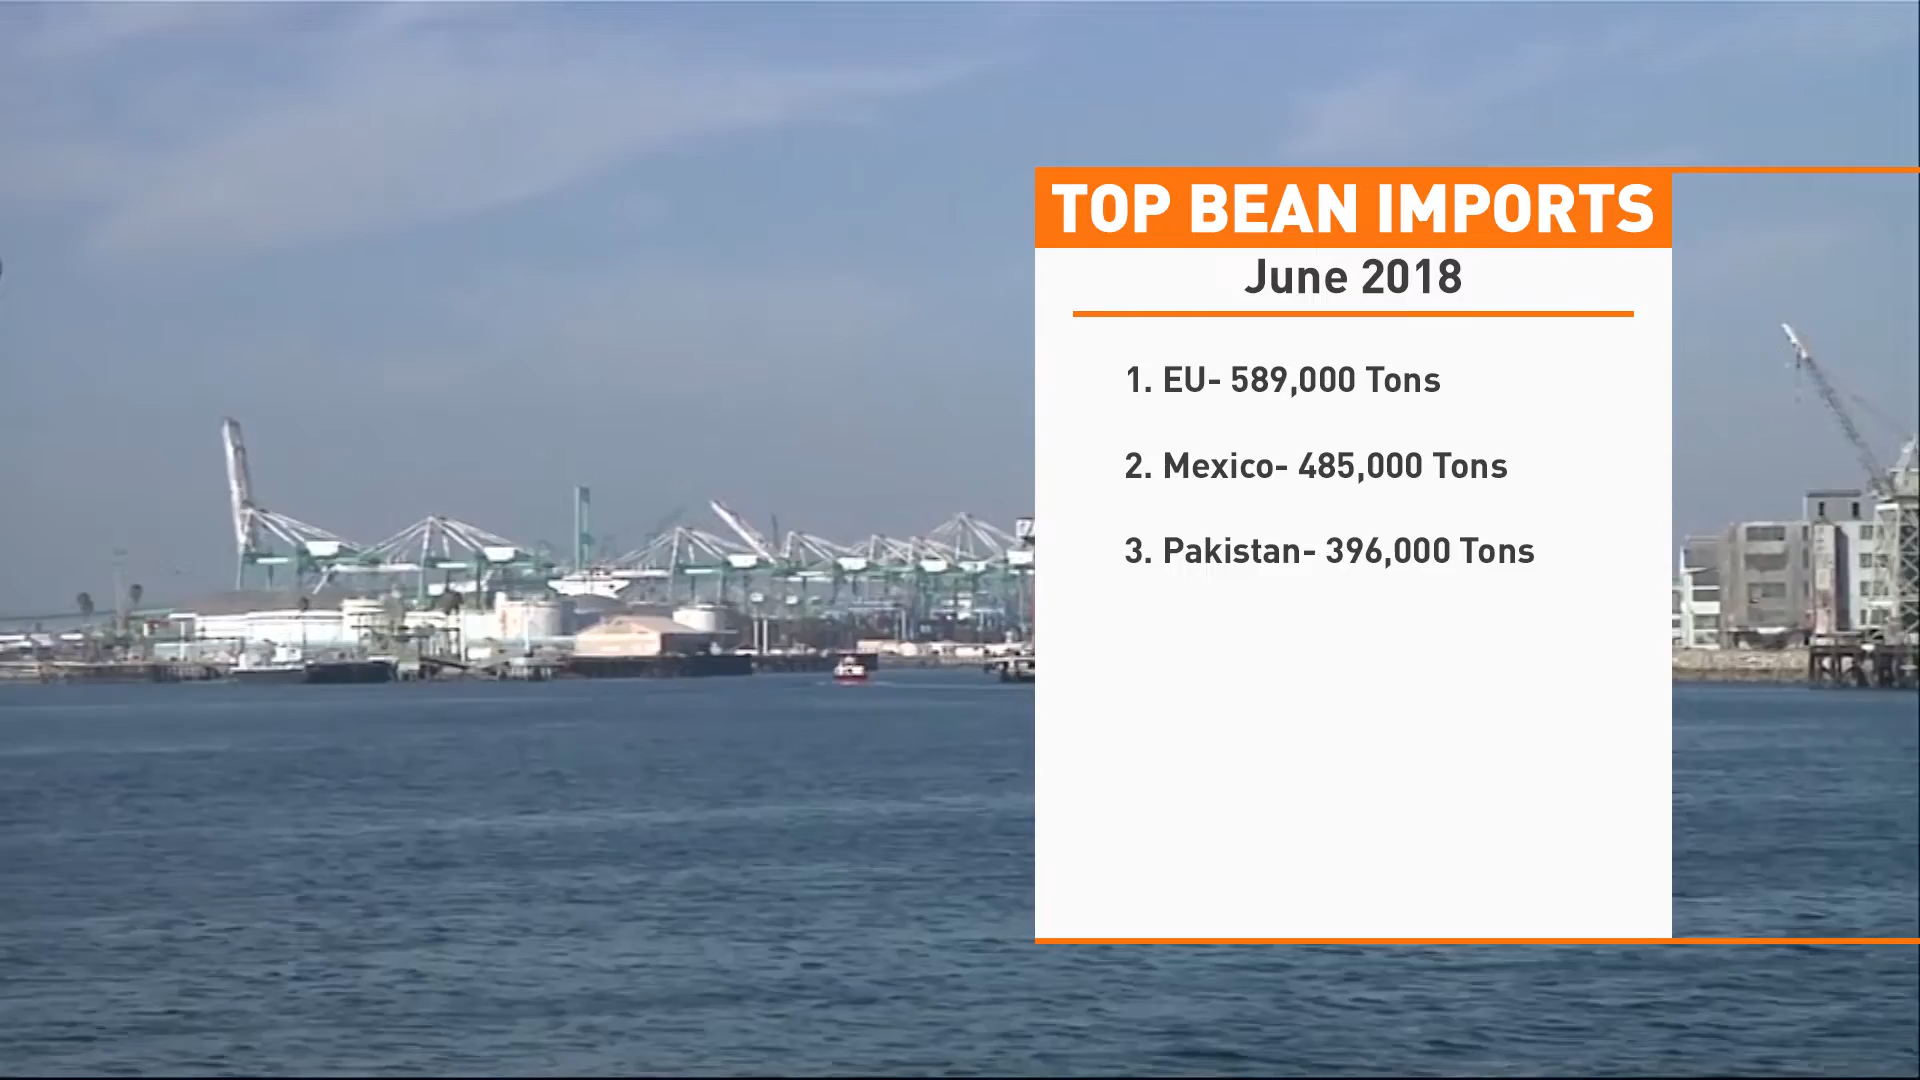 TOP BEAN IMPORTS
June 2018
1. EU- 589,000 Tons
2. Mexico- 485,000 Tons
3. Pakistan- 396,000 Tons